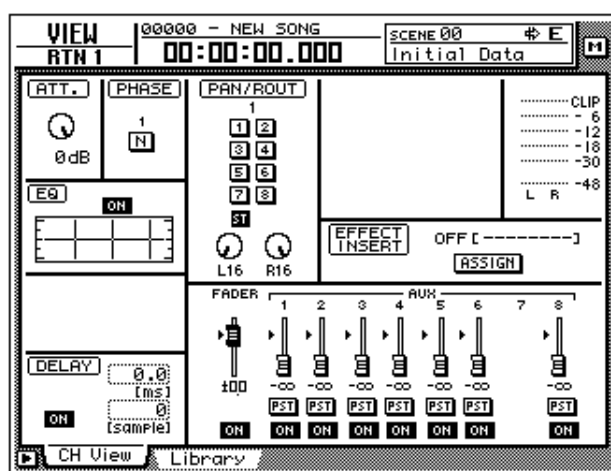 VIEW
RTN 1
00000 - NEW SONG
00:00:00.000
SCENE 00 E
Initial Data
M
ATT.
0dB
PHASE
1
N
PAN/ROUT
1
1 2
3 4
5 6
7 8
ST
L16 R16
CLIP
- 6
-12
-18
-30
-48
L R
EQ
ON
EFFECT
INSERT
OFF [---------]
ASSIGN
FADER
AUX
1 2 3 4 5 6 7 8
±00 -∞ -∞ -∞ -∞ -∞ -∞ -∞
PST PST PST PST PST PST PST
ON ON ON ON ON ON ON ON
DELAY
0.0
[ms]
0
[sample]
ON
CH View
Library